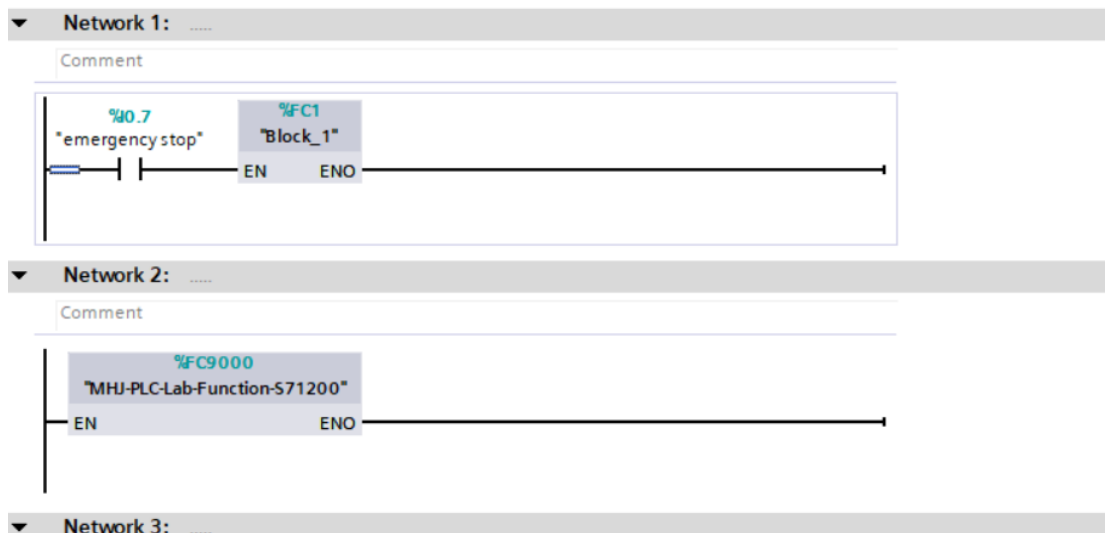 Network 1: .....
Comment
%I0.7
"emergency stop"
%FC1
"Block_1"
EN ENO
Network 2: .....
Comment
%FC9000
"MHJ-PLC-Lab-Function-S71200"
EN ENO
Network 3: .....